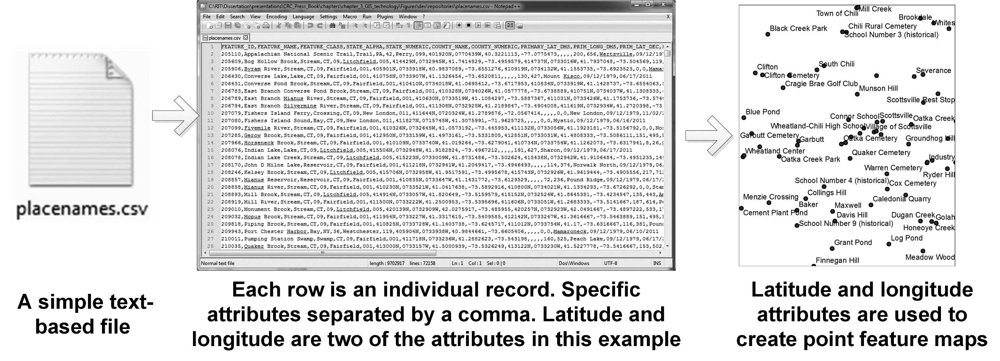 placenames.csv
A simple text-
based file
C:\RIT\Dissertation\presentations\CRC_Press_Book\chapters\chapter_3_GIS_technology\Figures\dev\repositories\placenames.csv - Notepad++
File Edit Search View Encoding Language Settings Macro Run Plugins Window ? X
placenames.csv
1 FEATURE_ID,FEATURE_NAME,FEATURE_CLASS,STATE_ALPHA,STATE_NUMERIC,COUNTY_NAME,COUNTY_NUMERIC,PRIMARY_LAT_DMS,PRIM_LONG_DMS,PRIM_LAT_DEC,
2 205110,Appalachian National Scenic Trail,Trail,PA,42,Perry,099,401920N,0770439W,40.3221113,-77.0775473,,,,,200,656,Wertzville,09/12/19
3 205609,Bog Hollow Brook,Stream,CT,09,Litchfield,005,414429N,0732945W,41.7414829,-73.4959579,414737N,0733016W,41.7937048,-73.504569,119,
4 205906,Byram River,Stream,CT,09,Fairfield,001,405901N,0733918W,40.9837089,-73.6551276,410919N,0734132W,41.1553735,-73.6923523,0,0,Mama
5 206430,Converse Lake,Lake,CT,09,Fairfield,001,410758N,0733907W,41.1326454,-73.6520811,,,,,130,427,Mount Kisco,09/12/1979,06/17/2011
6 206431,Converse Pond Brook,Stream,CT,09,Fairfield,001,410410N,0734018W,41.0695412,-73.6717953,410834N,0733919W,41.1428737,-73.6554063,
7 206783,East Branch Converse Pond Brook,Stream,CT,09,Fairfield,001,410328N,0734026W,41.0577778,-73.6738889,410751N,0734037W,41.1308333,-
8 206789,East Branch Mianus River,Stream,CT,09,Fairfield,001,410630N,0733519W,41.1084297,-73.5887367,411031N,0733426W,41.1753736,-73.574
9 206794,East Branch Silvermine River,Stream,CT,09,Fairfield,001,411308N,0732925W,41.2189847,-73.4904008,411619N,0732934W,41.2720398,-73
10 207079,Fishers Island Ferry,Crossing,CT,09,New London,011,411644N,0720324W,41.2789876,-72.0567414,,,,,0,0,New London,09/12/1979,11/02/
11 207080,Fishers Island Sound,Bay,CT,09,New London,011,411827N,0715745W,41.3075991,-71.9625725,,,,,0,0,Mystic,09/12/1979,06/16/2011
12 207099,Fivemile River,Stream,CT,09,Fairfield,001,410326N,0732645W,41.0573192,-73.445953,411132N,0733056W,41.1923181,-73.5156792,0,0,No
13 207285,Gerow Brook,Stream,CT,09,Fairfield,001,412950N,0733159W,41.4973161,-73.5331805,412851N,0733031W,41.4808333,-73.5086111,151,495,
14 207966,Horseneck Brook,Stream,CT,09,Fairfield,001,410109N,0733740W,41.019264,-73.6279041,410734N,0733754W,41.1262073,-73.6317941,8,26,
15 208076,Indian Lake,Lake,CT,09,Litchfield,005,415506N,0732948W,41.9182824,-73.4967212,,,,,191,627,Sharon,09/12/1979,06/17/2011
16 208078,Indian Lake Creek,Stream,CT,09,Litchfield,005,415223N,0733009W,41.8731486,-73.502624,415438N,0732942W,41.9106484,-73.4951235,14
17 208170,John D Milne Lake,Reservoir,CT,09,Fairfield,001,411218N,0732941W,41.2049417,-73.4946493,,,,,114,374,Norwalk North,09/12/1979,06,
18 208246,Kelsey Brook,Stream,CT,09,Litchfield,005,415706N,0732958W,41.9517591,-73.4995678,415743N,0732926W,41.9619444,-73.4905556,217,712
19 208857,Mianus Reservoir,Reservoir,CT,09,Fairfield,001,410835N,0733647W,41.1431772,-73.6129529,,,,,72,236,Pound Ridge,09/12/1979,06/17/
20 208858,Mianus River,Stream,CT,09,Fairfield,001,410230N,0733521W,41.0417638,-73.5892916,410800N,0734021W,41.1334293,-73.6726292,0,0,Sta
21 208893,Mill Brook,Stream,CT,09,Litchfield,005,414914N,0733057W,41.820649,-73.5159579,415152N,0732524W,41.8645381,-73.4234547,135,443,
22 208919,Mill River,Stream,CT,09,Fairfield,001,411500N,0733222W,41.2500953,-73.5395696,411606N,0733051W,41.2683333,-73.5141667,187,614,
23 209010,Monument Brook,Stream,CT,09,Litchfield,005,420139N,0732909W,42.0275917,-73.485955,420257N,0732923W,42.0491667,-73.4897222,533,1
24 209032,Mopus Brook,Stream,CT,09,Fairfield,001,411954N,0733227W,41.3317615,-73.5409585,412142N,0733247W,41.3616667,-73.5463889,151,495,
25 209818,Piping Brook,Stream,CT,09,Fairfield,001,410825N,0733728W,41.1403738,-73.6245717,411012N,0733754W,41.17,-73.6316667,116,381,Poun
26 209943,Port Chester Harbor,Bay,NY,36,Westchester,119,405904N,0733938W,40.9844661,-73.6605406,,,,,0,0,Mamaroneck,09/12/1979,06/10/2011
27 210011,Pumping Station Swamp,Swamp,CT,09,Fairfield,001,411718N,0733236W,41.2882623,-73.543198,,,,,160,525,Peach Lake,09/12/1979,06/17/
28 210035,Quaker Brook,Stream,CT,09,Fairfield,001,413000N,0733157W,41.5000939,-73.5326249,413122N,0733230W,41.5227778,-73.5416667,153,502,
Normal text file length : 9702917 lines : 72158 Ln : 1 Col : 1 Sel : 0 | 0 Dos\Windows UTF-8 INS
Each row is an individual record. Specific
attributes separated by a comma. Latitude and
longitude are two of the attributes in this example
Mill Creek
Town of Chili
Brookdale
Whites
Chili Rural Cemetery
Black Creek Park
School Number 3 (historical)
South Chili
Clifton
Severance
Clifton Cemetery
Cragie Brae Golf Club
Munson Hill
Scottsville Rest Stop
Blue Pond
Connor School
Scottsville
Oatka Creek
Wheatland-Chili High School
Village of Scottsville
Garbutt Cemetery
Garbutt
Oatka Cemetery
Groundhog Hill
Wheatland Center
Quaker Cemetery
Oatka Creek Park
Industry
Warren Cemetery
Ryder Hill
School Number 4 (historical)
Cox Cemetery
Collings Hill
Menzie Crossing
Caledonia Quarry
Baker
Maxwell
Cement Plant Pond
Davis Hill
Dugan Creek
Golah
School Number 9 (historical)
Honeoye Creek
Log Pond
Grant Pond
Meadow Wood
Finnegan Hill
Latitude and longitude
attributes are used to
create point feature maps